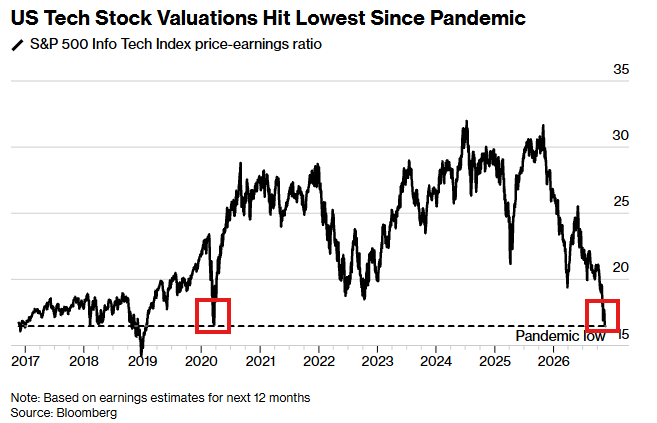 US Tech Stock Valuations Hit Lowest Since Pandemic
S&P 500 Info Tech Index price-earnings ratio
35
30
25
20
15
Pandemic low
2017 2018 2019 2020 2021 2022 2023 2024 2025 2026
Note: Based on earnings estimates for next 12 months
Source: Bloomberg